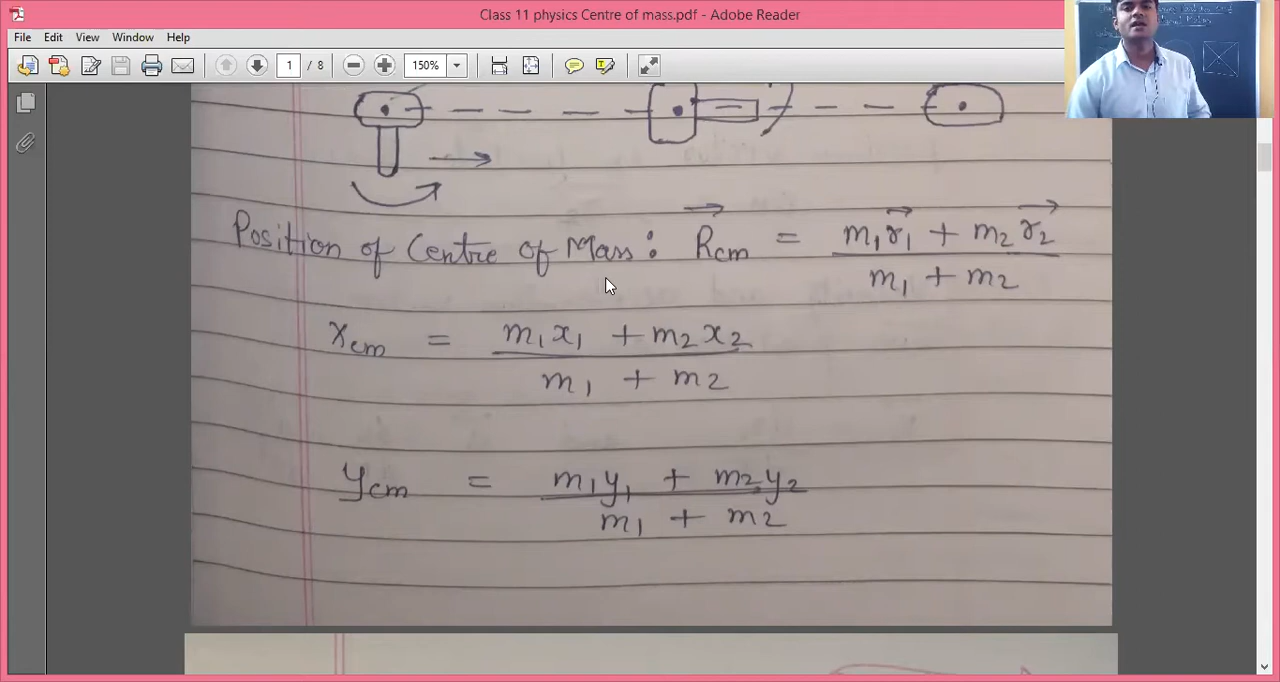 Class 11 physics Centre of mass.pdf - Adobe Reader
File Edit View Window Help
1 / 8 150%
Position of Centre of Mass: R⃗cm = m₁r⃗₁ + m₂r⃗₂
m₁ + m₂
xcm = m₁x₁ + m₂x₂
m₁ + m₂
ycm = m₁y₁ + m₂y₂
m₁ + m₂